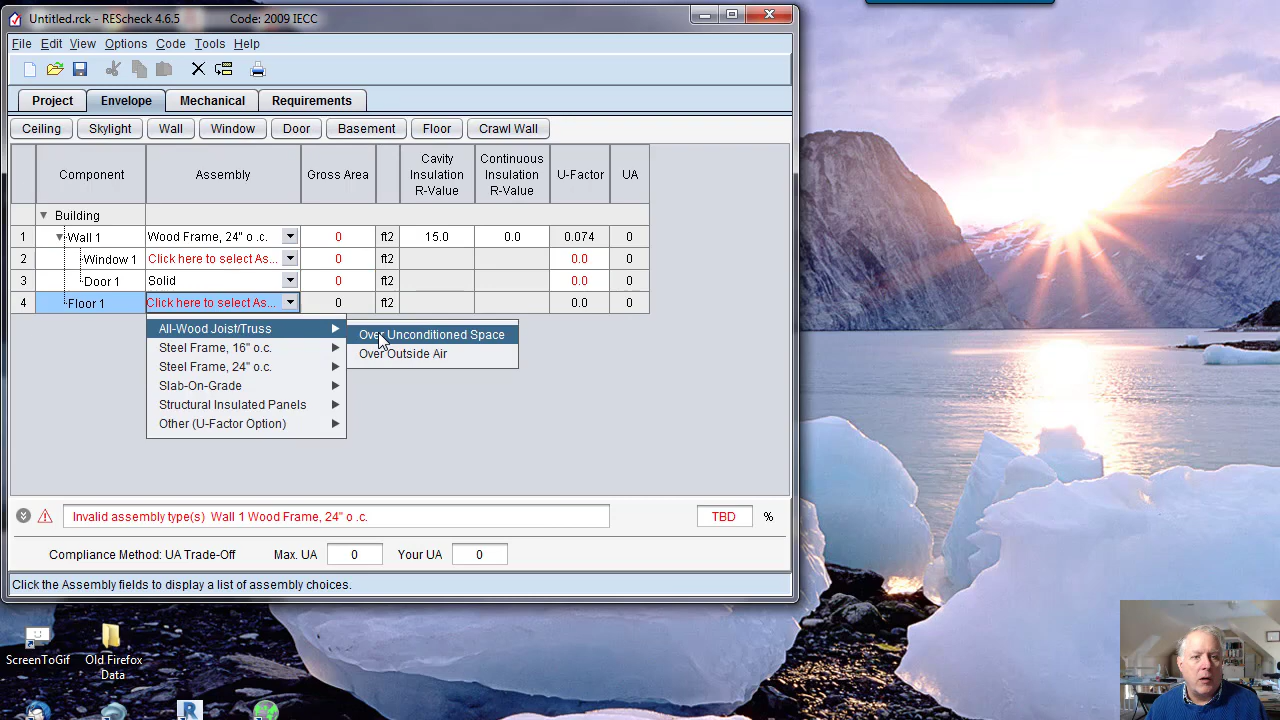 Untitled.rck - REScheck 4.6.5 Code: 2009 IECC
File Edit View Options Code Tools Help
Project Envelope Mechanical Requirements
Ceiling Skylight Wall Window Door Basement Floor Crawl Wall
Component Assembly Gross Area Cavity Insulation R-Value Continuous Insulation R-Value U-Factor UA
Building
1 Wall 1 Wood Frame, 24" o .c. 0 ft2 15.0 0.0 0.074 0
2 Window 1 Click here to select As... 0 ft2 0.0 0
3 Door 1 Solid 0 ft2 0.0 0
4 Floor 1 Click here to select As... 0 ft2 0.0 0
All-Wood Joist/Truss
Steel Frame, 16" o.c.
Steel Frame, 24" o.c.
Slab-On-Grade
Structural Insulated Panels
Other (U-Factor Option)
Over Unconditioned Space
Over Outside Air
Invalid assembly type(s) Wall 1 Wood Frame, 24" o .c. TBD %
Compliance Method: UA Trade-Off Max. UA 0 Your UA 0
Click the Assembly fields to display a list of assembly choices.
ScreenToGif
Old Firefox
Data